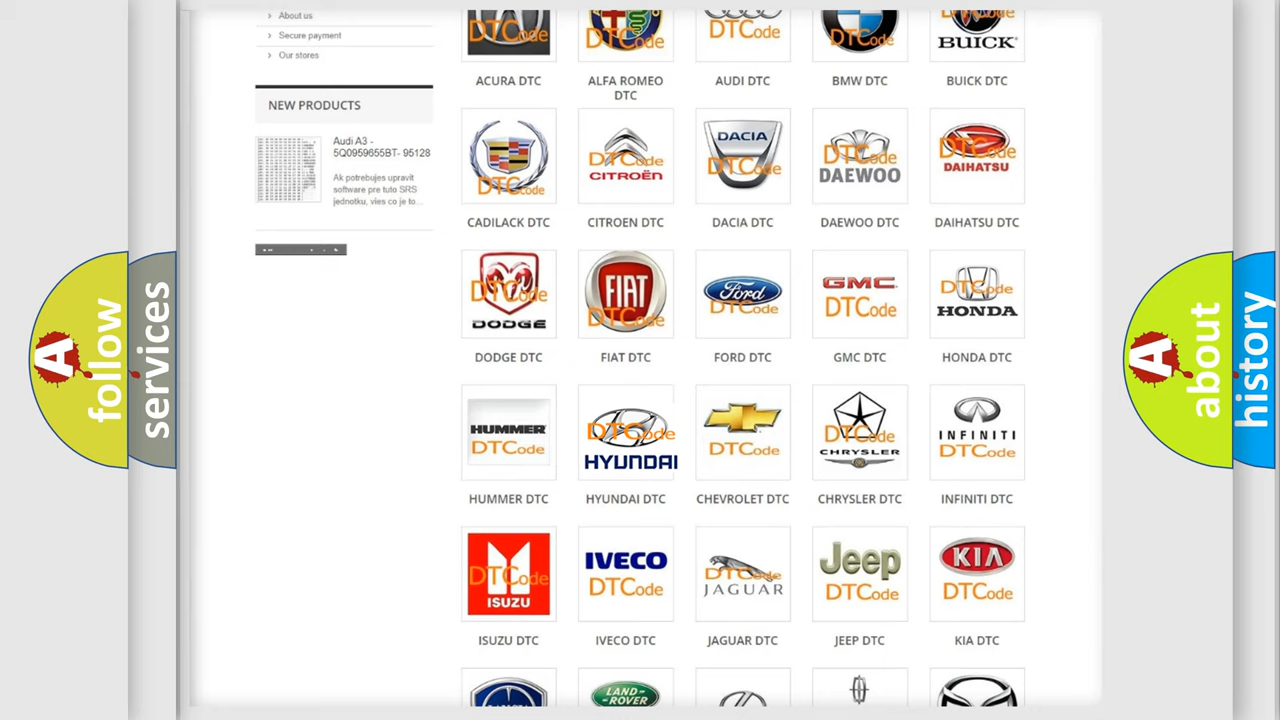 About us
Secure payment
Our stores
NEW PRODUCTS
Audi A3 -
5Q0959655BT- 95128
Ak potrebujes upravit
software pre tuto SRS
jednotku, vies co je to...
DTCode DTCode DTCode DTCode BUICK
ACURA DTC ALFA ROMEO DTC AUDI DTC BMW DTC BUICK DTC
DTCode DTCode CITROËN DACIA DTCode DTCode DAEWOO DTCode DAIHATSU
CADILACK DTC CITROEN DTC DACIA DTC DAEWOO DTC DAIHATSU DTC
DTCode DODGE FIAT DTCode Ford DTCode GMC DTCode DTCode HONDA
DODGE DTC FIAT DTC FORD DTC GMC DTC HONDA DTC
HUMMER DTCode DTCode HYUNDAI DTCode DTCode CHRYSLER INFINITI DTCode
HUMMER DTC HYUNDAI DTC CHEVROLET DTC CHRYSLER DTC INFINITI DTC
DTCode ISUZU IVECO DTCode DTCode JAGUAR Jeep DTCode KIA DTCode
ISUZU DTC IVECO DTC JAGUAR DTC JEEP DTC KIA DTC
LAND-
ROVER
A follow
services
A about
history